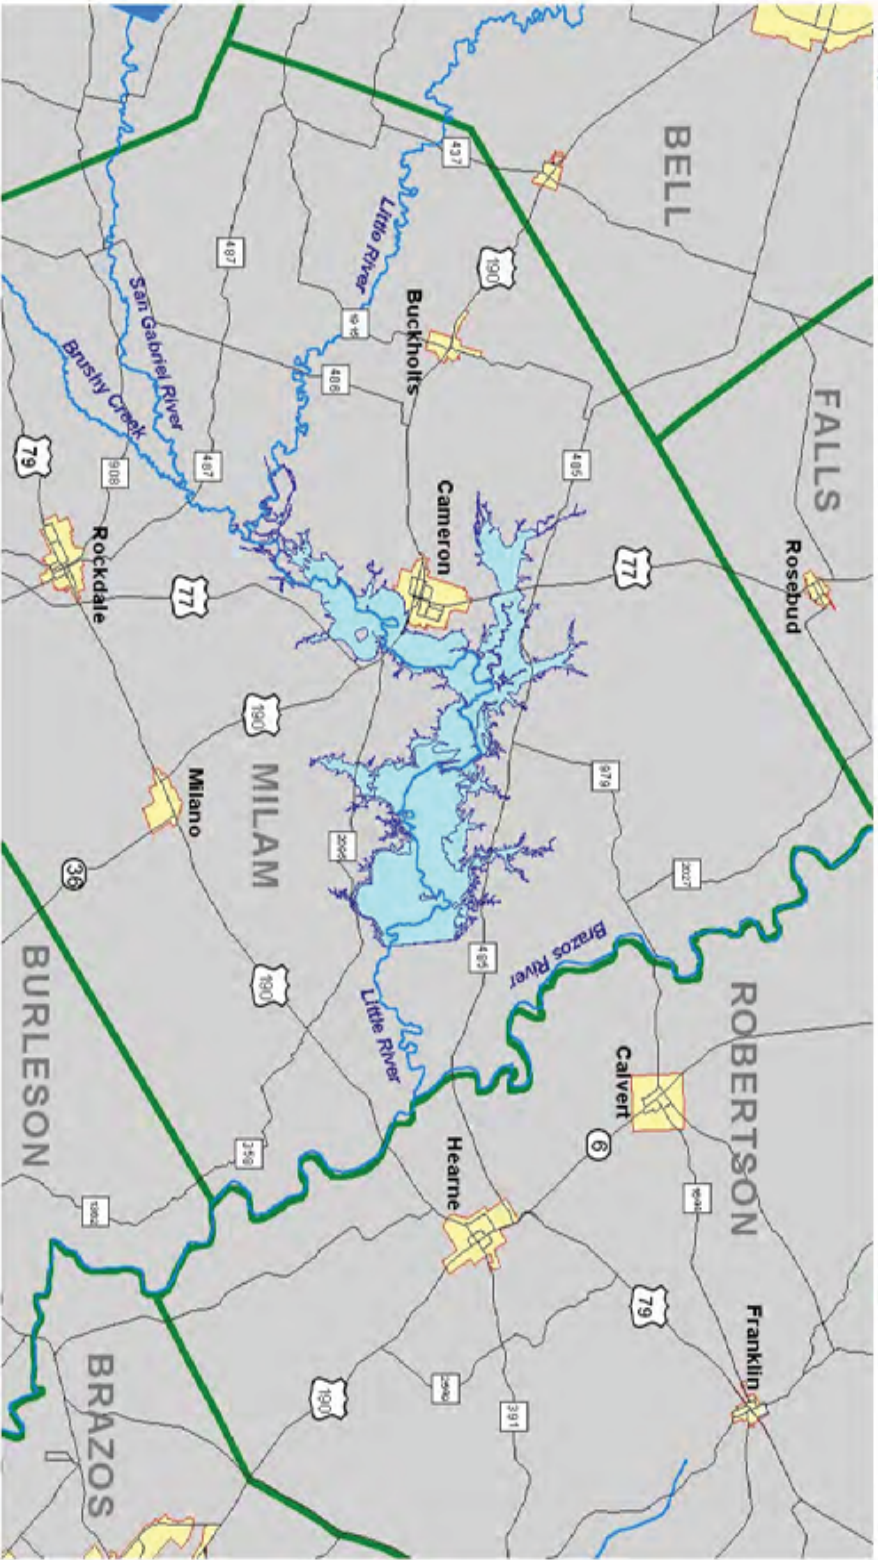 BELL
FALLS
ROBERTSON
MILAM
BURLESON
BRAZOS
437
190
Little River
Buckholts
487
San Gabriel River
Brushy Creek
486
485
Rosebud
77
Cameron
487
908
79
Rockdale
77
190
Milano
36
979
2027
Brazos River
485
190
Little River
Calvert
6
Hearne
Franklin
79
190
391